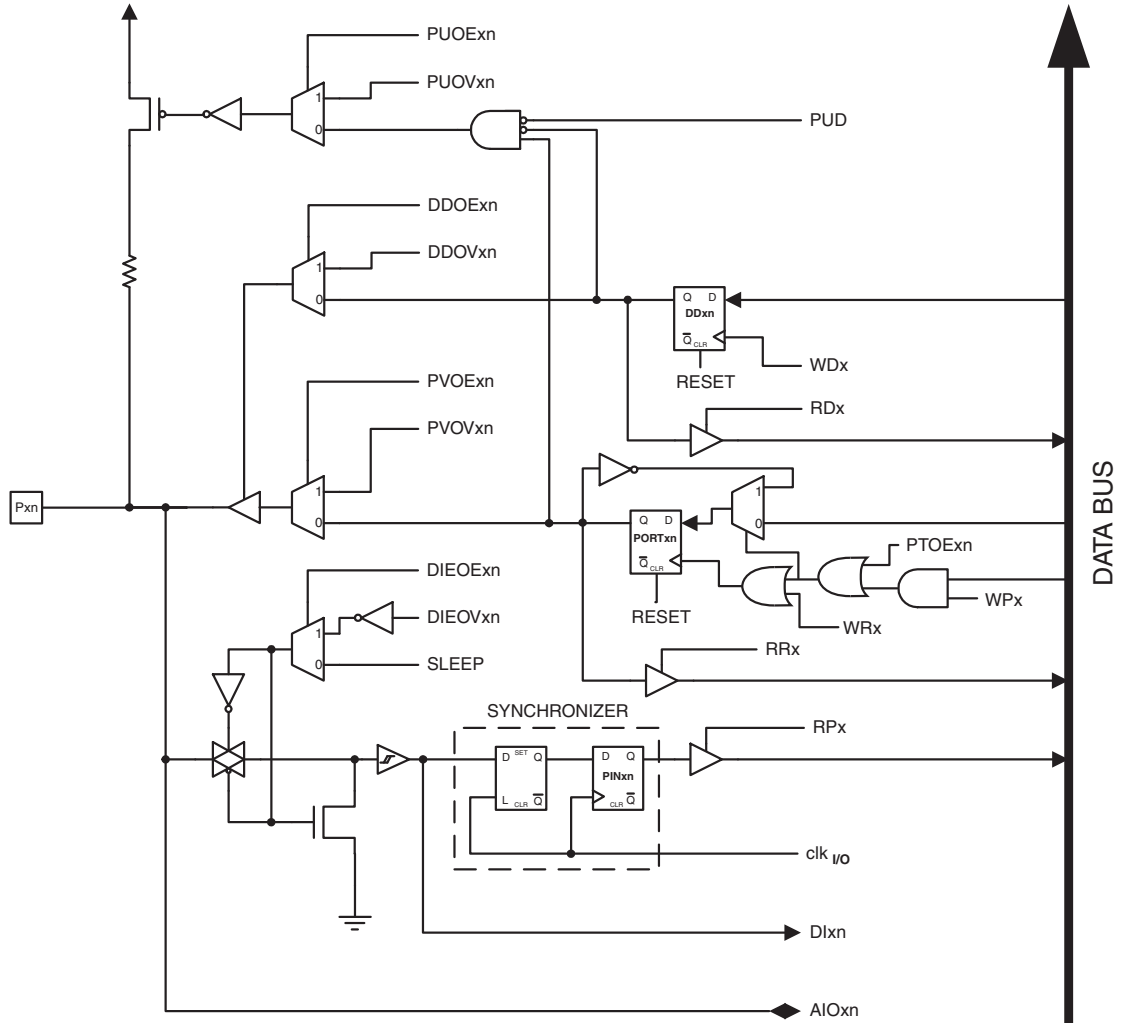 PUOExn
PUOVxn
1
0
PUD
DDOExn
DDOVxn
1
0
Q D
DDxn
Q CLR
WDx
RESET
RDx
PVOExn
PVOVxn
1
0
Pxn
1
0
Q D
PORTxn
Q CLR
PTOExn
WPx
RESET
WRx
RRx
DATA BUS
DIEOExn
DIEOVxn
1
0
SLEEP
SYNCHRONIZER
RPx
D SET Q
L CLR Q
D Q
PINxn
CLR Q
clk I/O
DIxn
AIOxn